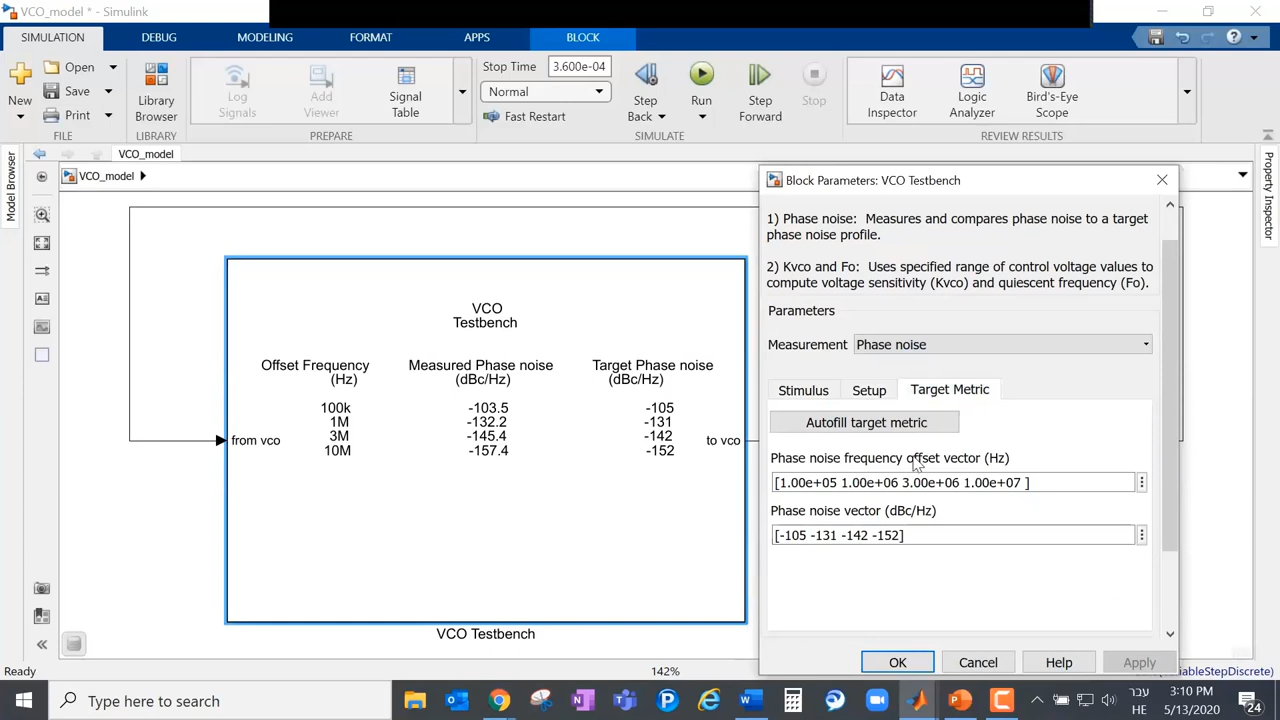 VCO_model * - Simulink
SIMULATION DEBUG MODELING FORMAT APPS BLOCK
New
Open
Save
Print
FILE
Library Browser
LIBRARY
Log Signals
Add Viewer
Signal Table
PREPARE
Stop Time 3.600e-04
Normal
Fast Restart
Step Back
Run
Step Forward
Stop
SIMULATE
Data Inspector
Logic Analyzer
Bird's-Eye Scope
REVIEW RESULTS
Model Browser
VCO_model
VCO_model
Property Inspector
VCO
Testbench
Offset Frequency Measured Phase noise Target Phase noise
(Hz) (dBc/Hz) (dBc/Hz)
100k -103.5 -105
1M -132.2 -131
3M -145.4 -142
10M -157.4 -152
from vco
to vco
VCO Testbench
Block Parameters: VCO Testbench
1) Phase noise: Measures and compares phase noise to a target
phase noise profile.
2) Kvco and Fo: Uses specified range of control voltage values to
compute voltage sensitivity (Kvco) and quiescent frequency (Fo).
Parameters
Measurement Phase noise
Stimulus Setup Target Metric
Autofill target metric
Phase noise frequency offset vector (Hz)
[1.00e+05 1.00e+06 3.00e+06 1.00e+07 ]
Phase noise vector (dBc/Hz)
[-105 -131 -142 -152]
OK Cancel Help Apply
Ready
142%
Type here to search
עבר
HE
3:10 PM
5/13/2020
24